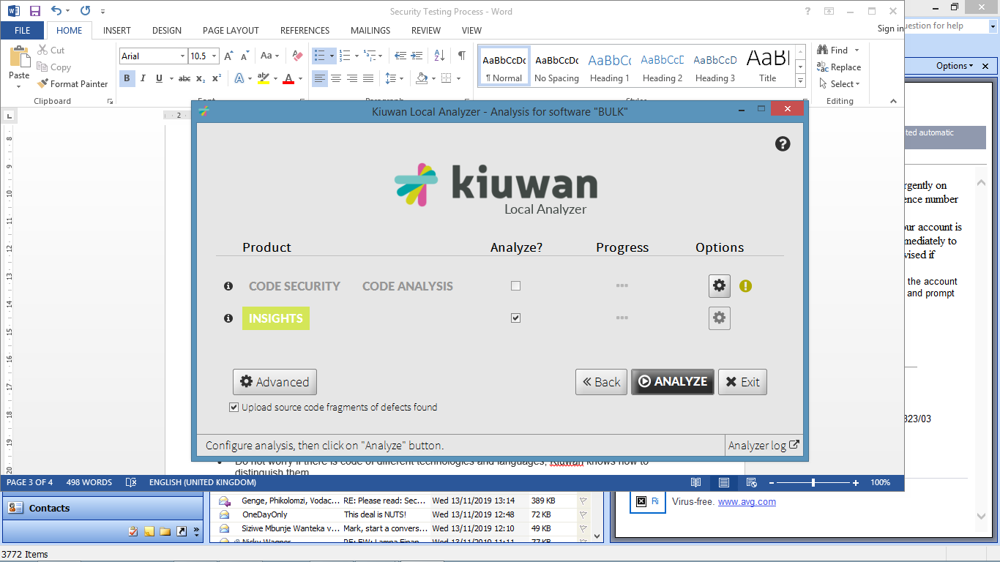 Security Testing Process - Word
FILE HOME INSERT DESIGN PAGE LAYOUT REFERENCES MAILINGS REVIEW VIEW Sign in
uestion for help
Paste
Cut
Copy
Format Painter
Clipboard
Arial 10.5
Aa
B I U abc x₂ x²
AaBbCcDc AaBbCcDc AaBbCc AaBbCcD AaBbCcD AaBl
¶ Normal No Spacing Heading 1 Heading 2 Heading 3 Title
Find
Replace
Select
Editing
Options
Kiuwan Local Analyzer - Analysis for software "BULK"
kiuwan
Local Analyzer
Product Analyze? Progress Options
CODE SECURITY CODE ANALYSIS
INSIGHTS
Advanced
Back ANALYZE Exit
Upload source code fragments of defects found
Configure analysis, then click on "Analyze" button.
Analyzer log
ted automatic
rgently on
ence number
our account is
mediately to
vised if
the account
and prompt
823/03
Do not worry if there is code of different technologies and languages, Kiuwan knows how to
distinguish them
PAGE 3 OF 4 498 WORDS ENGLISH (UNITED KINGDOM) 100%
Contacts
Genge, Philokolzi, Vodac... RE: Please read: Sec... Wed 13/11/2019 13:14 389 KB
OneDayOnly This deal is NUTS! Wed 13/11/2019 12:48 72 KB
Siziwe Mbunje Wanteka v... Mark, start a convers... Wed 13/11/2019 12:10 49 KB
Nicky Wagner RE: FW: Lampa Finan... Wed 13/11/2019 11:11 77 KB
Ri
Virus-free. www.avg.com
3772 Items